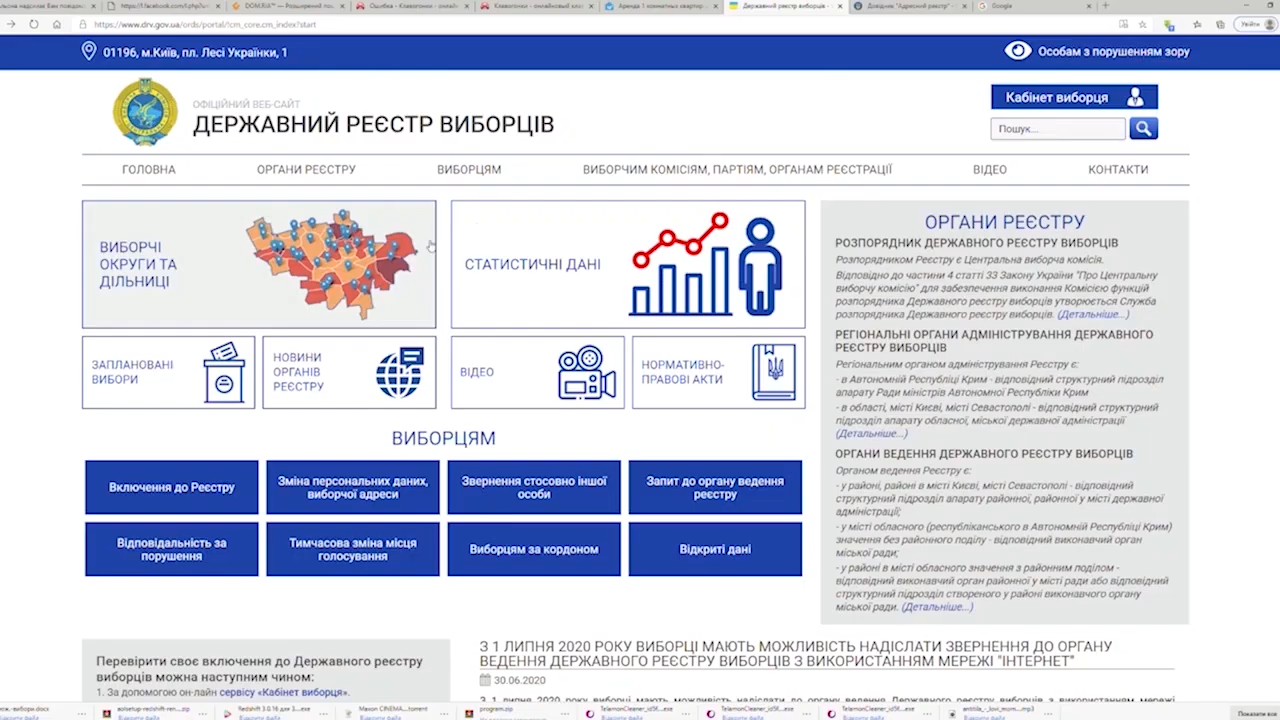 https://www.drv.gov.ua/ords/portal/!cm_core.cm_index?start
01196, м.Київ, пл. Лесі Українки, 1
Особам з порушенням зору
ОФІЦІЙНИЙ ВЕБ-САЙТ
ДЕРЖАВНИЙ РЕЄСТР ВИБОРЦІВ
Кабінет виборця
Пошук...
ГОЛОВНА
ОРГАНИ РЕЄСТРУ
ВИБОРЦЯМ
ВИБОРЧИМ КОМІСІЯМ, ПАРТІЯМ, ОРГАНАМ РЕЄСТРАЦІЇ
ВІДЕО
КОНТАКТИ
ВИБОРЧІ
ОКРУГИ ТА
ДІЛЬНИЦІ
СТАТИСТИЧНІ ДАНІ
ЗАПЛАНОВАНІ
ВИБОРИ
НОВИНИ
ОРГАНІВ
РЕЄСТРУ
ВІДЕО
НОРМАТИВНО-
ПРАВОВІ АКТИ
ВИБОРЦЯМ
Включення до Реєстру
Зміна персональних даних,
виборчої адреси
Звернення стосовно іншої
особи
Запит до органу ведення
реєстру
Відповідальність за
порушення
Тимчасова зміна місця
голосування
Виборцям за кордоном
Відкриті дані
ОРГАНИ РЕЄСТРУ
РОЗПОРЯДНИК ДЕРЖАВНОГО РЕЄСТРУ ВИБОРЦІВ
Розпорядником Реєстру є Центральна виборча комісія.
Відповідно до частини 4 статті 33 Закону України "Про Центральну
виборчу комісію" для забезпечення виконання Комісією функцій
розпорядника Державного реєстру виборців утворюється Служба
розпорядника Державного реєстру виборців. (Детальніше...)
РЕГІОНАЛЬНІ ОРГАНИ АДМІНІСТРУВАННЯ ДЕРЖАВНОГО
РЕЄСТРУ ВИБОРЦІВ
Регіональним органом адміністрування Реєстру є:
- в Автономній Республіці Крим - відповідний структурний підрозділ
апарату Ради міністрів Автономної Республіки Крим
- в області, місті Києві, місті Севастополі - відповідний структурний
підрозділ апарату обласної, міської державної адміністрації
(Детальніше...)
ОРГАНИ ВЕДЕННЯ ДЕРЖАВНОГО РЕЄСТРУ ВИБОРЦІВ
Органом ведення Реєстру є:
- у районі, районі в місті Києві, місті Севастополі - відповідний
структурний підрозділ апарату районної, районної у місті державної
адміністрації;
- у місті обласного (республіканського в Автономній Республіці Крим)
значення без районного поділу - відповідний виконавчий орган
міської ради;
- у районі в місті обласного значення з районним поділом -
відповідний виконавчий орган районної у місті ради або відповідний
структурний підрозділ створеного у районі виконавчого органу
міської ради. (Детальніше...)
Перевірити своє включення до Державного реєстру
виборців можна наступним чином:
1. За допомогою он-лайн сервісу «Кабінет виборця».
З 1 ЛИПНЯ 2020 РОКУ ВИБОРЦІ МАЮТЬ МОЖЛИВІСТЬ НАДІСЛАТИ ЗВЕРНЕННЯ ДО ОРГАНУ
ВЕДЕННЯ ДЕРЖАВНОГО РЕЄСТРУ ВИБОРЦІВ З ВИКОРИСТАННЯМ МЕРЕЖІ "ІНТЕРНЕТ"
30.06.2020